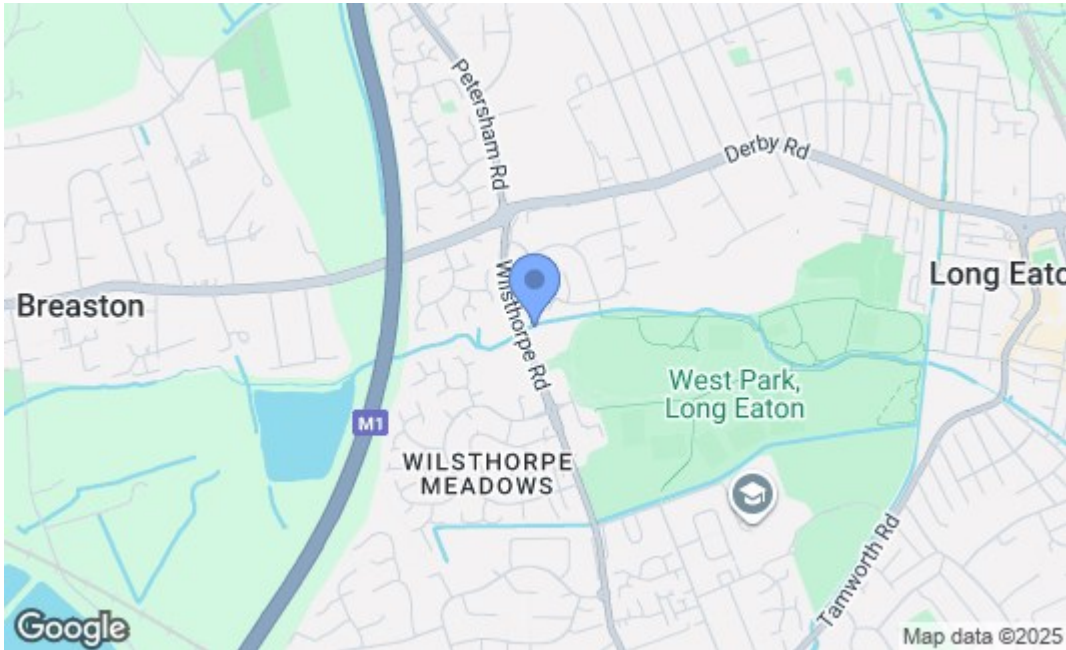 Petersham Rd
Derby Rd
Wilsthorpe Rd
Breaston
Long Eato
West Park,
Long Eaton
M1
WILSTHORPE
MEADOWS
Tamworth Rd
Google
Map data ©2025